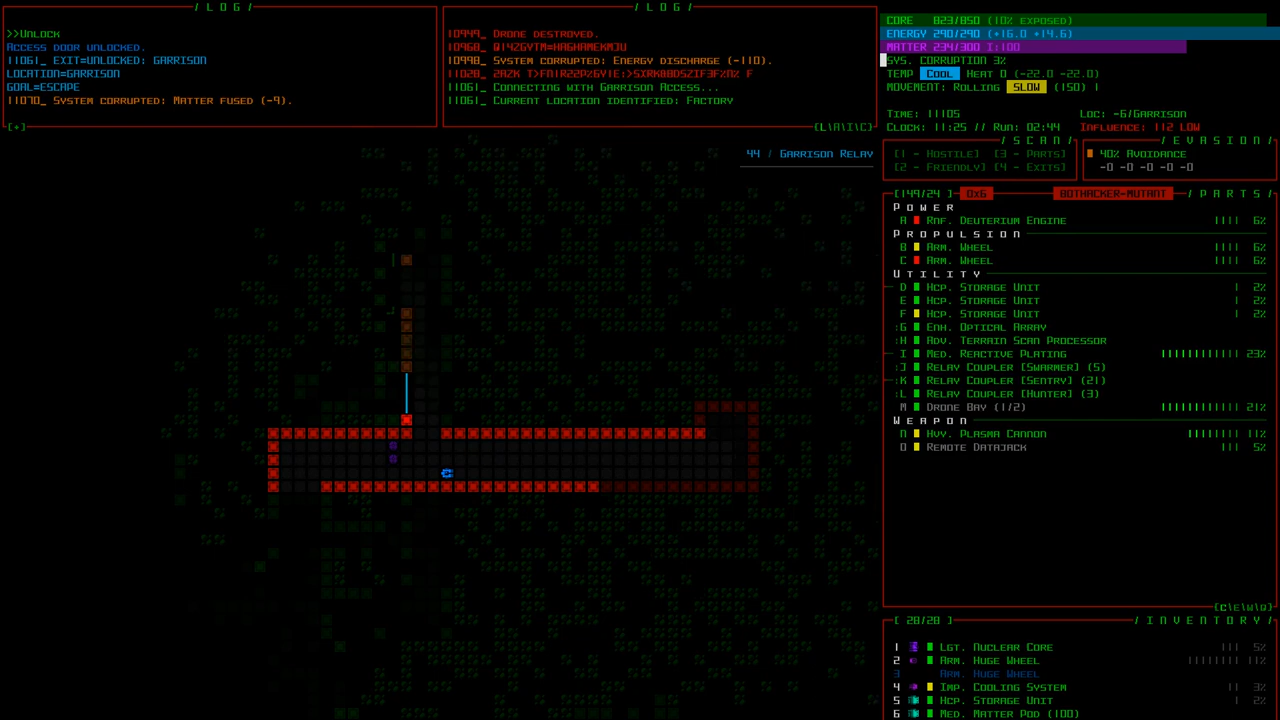 / L O G /
>>Unlock
Access door unlocked.
11061_ EXIT=UNLOCKED: GARRISON
LOCATION=GARRISON
GOAL=ESCAPE
11070_ System corrupted: Matter fused (-9).
[+]
/ L O G /
10949_ Drone destroyed.
10998_ System corrupted: Energy discharge (-110).
11061_ Connecting with Garrison Access...
11061_ Current location identified: Factory
(L\A\I\C)
44 / Garrison Relay
CORE 823/850 (10% exposed)
ENERGY 290/290 (+16.0 +14.6)
MATTER 234/300 I:100
SYS. CORRUPTION 3%
TEMP Cool Heat 0 (-22.0 -22.0)
MOVEMENT: Rolling SLOW (150) 1
Time: 11105 Loc: -6/Garrison
Clock: 11:25 // Run: 02:44 Influence: 112 LOW
/ S C A N /
[1 - Hostile] [3 - Parts]
[2 - Friendly] [4 - Exits]
/ E V A S I O N /
40% Avoidance
-0 -0 -0 -0 -0
[149/24 ] 0x6 BOTHACKER-MUTANT / P A R T S /
P O W E R
A Rnf. Deuterium Engine 6%
P R O P U L S I O N
B Arm. Wheel 6%
C Arm. Wheel 6%
U T I L I T Y
D Hcp. Storage Unit 2%
E Hcp. Storage Unit 2%
F Hcp. Storage Unit 2%
:G Enh. Optical Array
:H Adv. Terrain Scan Processor
I Med. Reactive Plating 23%
:J Relay Coupler [Swarmer] (5)
:K Relay Coupler [Sentry] (21)
:L Relay Coupler [Hunter] (3)
M Drone Bay (1/2) 21%
W E A P O N
N Hvy. Plasma Cannon 11%
O Remote Datajack 5%
(C\E\W\Q)
[ 28/28 ] / I N V E N T O R Y /
1 Lgt. Nuclear Core 5%
2 Arm. Huge Wheel 11%
3 Arm. Huge Wheel
4 Imp. Cooling System 3%
5 Hcp. Storage Unit 2%
6 Med. Matter Pod (100)